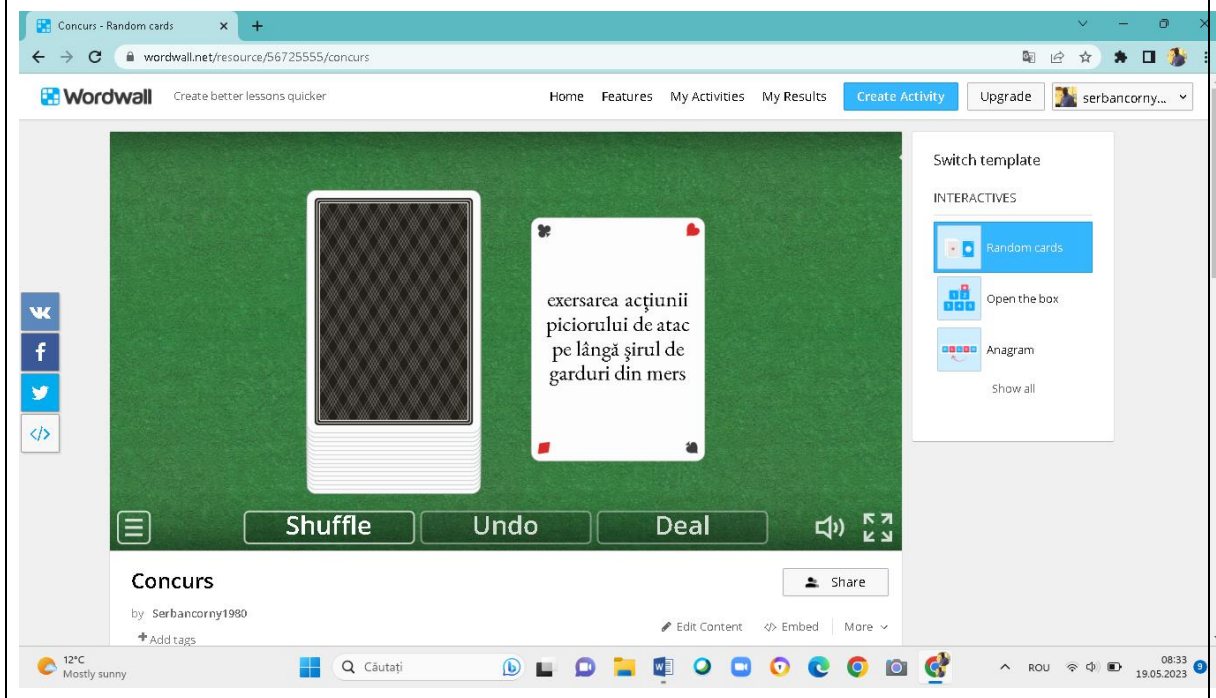 Concurs - Random cards
wordwall.net/resource/56725555/concurs
Wordwall
Create better lessons quicker
Home Features My Activities My Results Create Activity Upgrade serbancorny...
Switch template
INTERACTIVES
Random cards
Open the box
Anagram
Show all
exersarea acțiunii
piciorului de atac
pe lângă șirul de
garduri din mers
Shuffle Undo Deal
Concurs
Share
by Serbancorny1980
Edit Content </> Embed More
+ Add tags
12°C
Mostly sunny
Căutați
ROU
08:33
19.05.2023
9